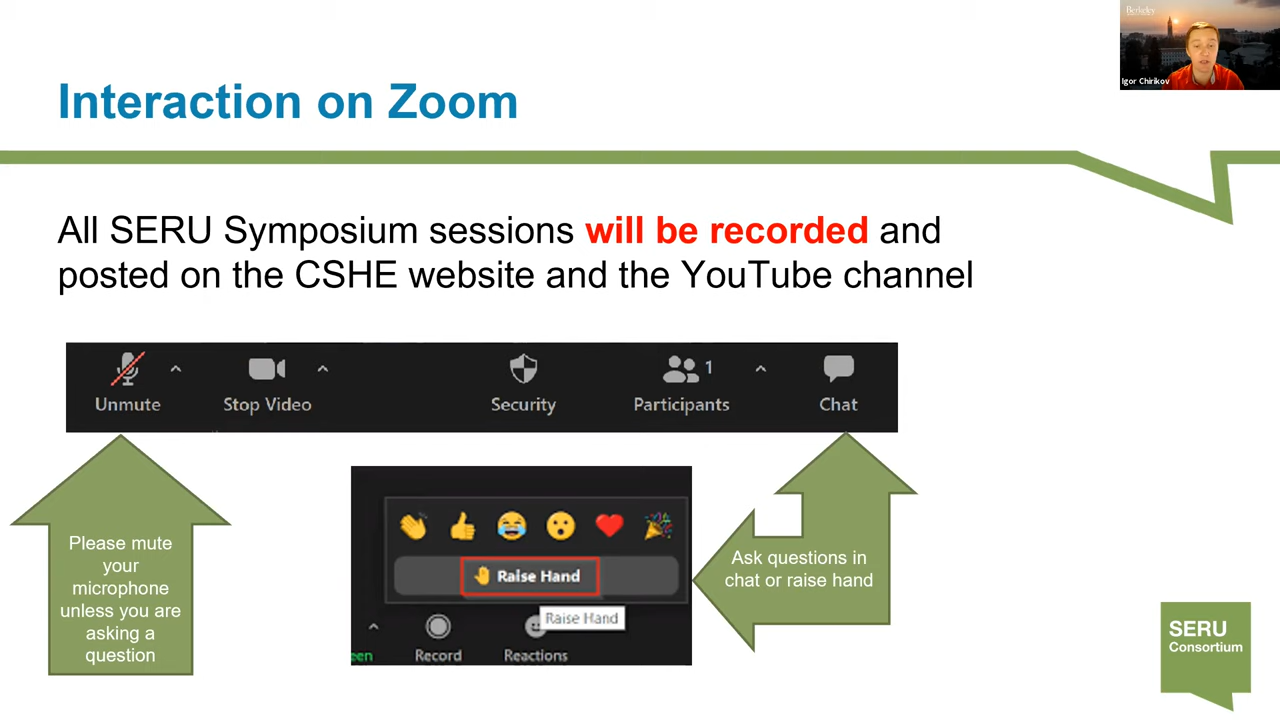 Berkeley
Igor Chirikov
Interaction on Zoom
All SERU Symposium sessions will be recorded and
posted on the CSHE website and the YouTube channel
Unmute
Stop Video
Security
Participants
1
Chat
Please mute
your
microphone
unless you are
asking a
question
Raise Hand
Raise Hand
een
Record
Reactions
Ask questions in
chat or raise hand
SERU
Consortium